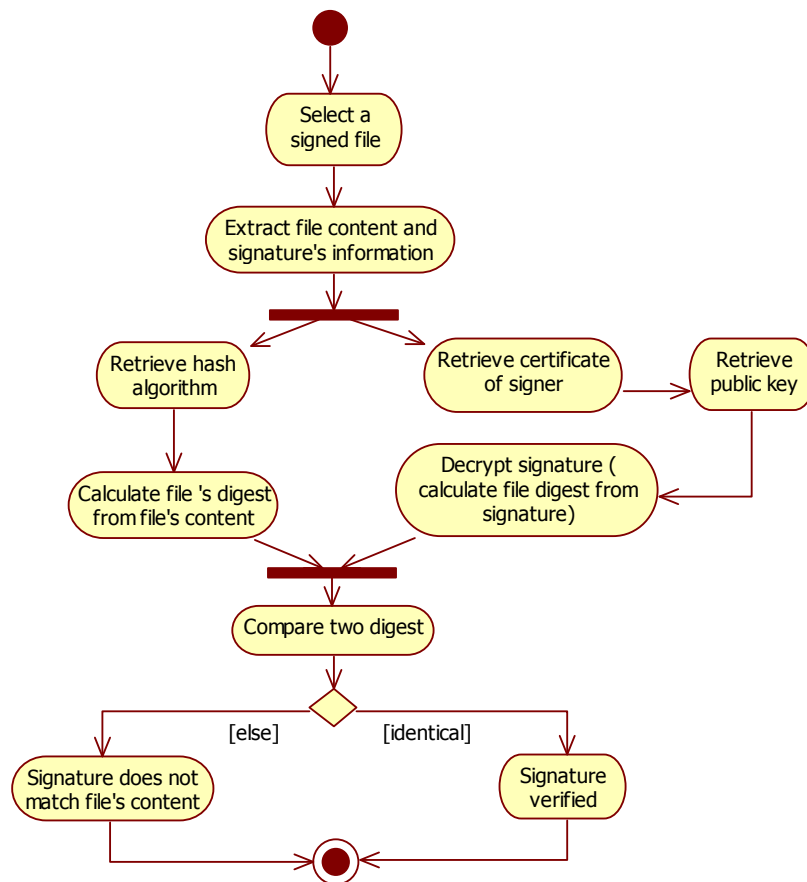 Select a
signed file
Extract file content and
signature's information
Retrieve hash
algorithm
Retrieve certificate
of signer
Retrieve
public key
Calculate file 's digest
from file's content
Decrypt signature (
calculate file digest from
signature)
Compare two digest
[else]
[identical]
Signature does not
match file's content
Signature
verified